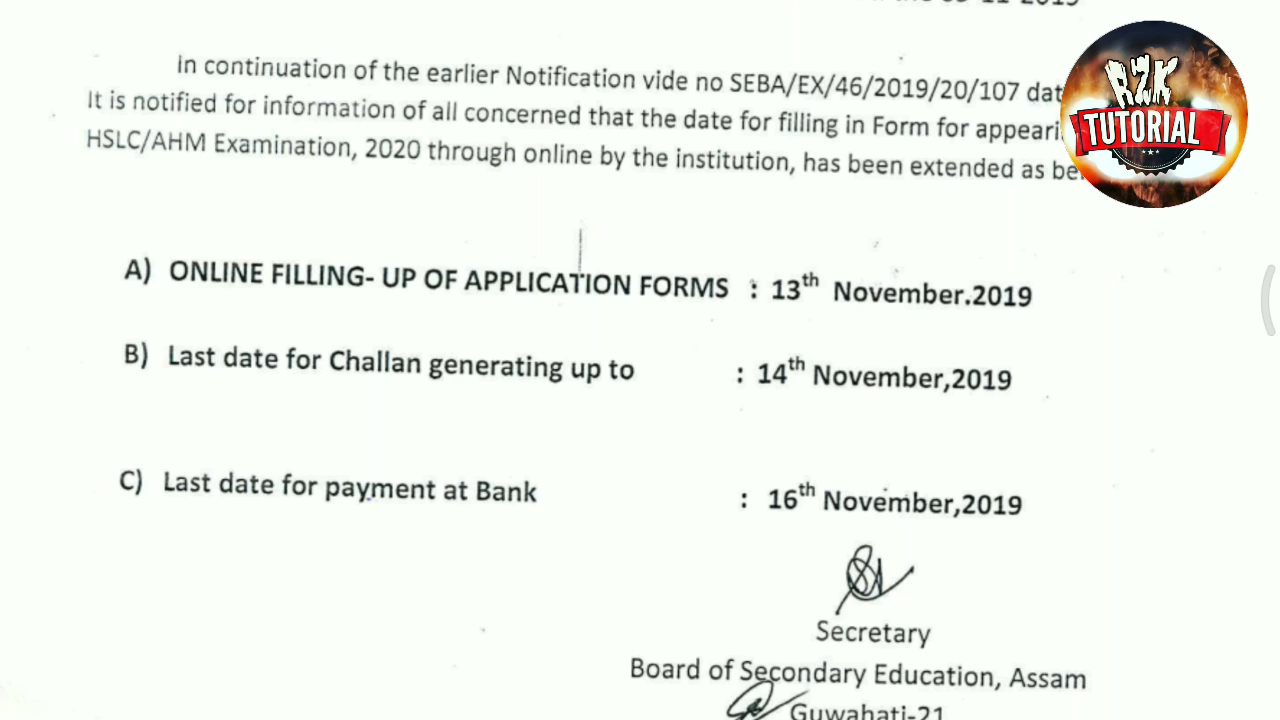 In continuation of the earlier Notification vide no SEBA/EX/46/2019/20/107
It is notified for information of all concerned that the date for filling in Form for
HSLC/AHM Examination, 2020 through online by the institution, has been extended as
A) ONLINE FILLING- UP OF APPLICATION FORMS : 13th November.2019
B) Last date for Challan generating up to : 14th November,2019
C) Last date for payment at Bank : 16th November,2019
Secretary
Board of Secondary Education, Assam
Guwahati-21
RZK
TUTORIAL